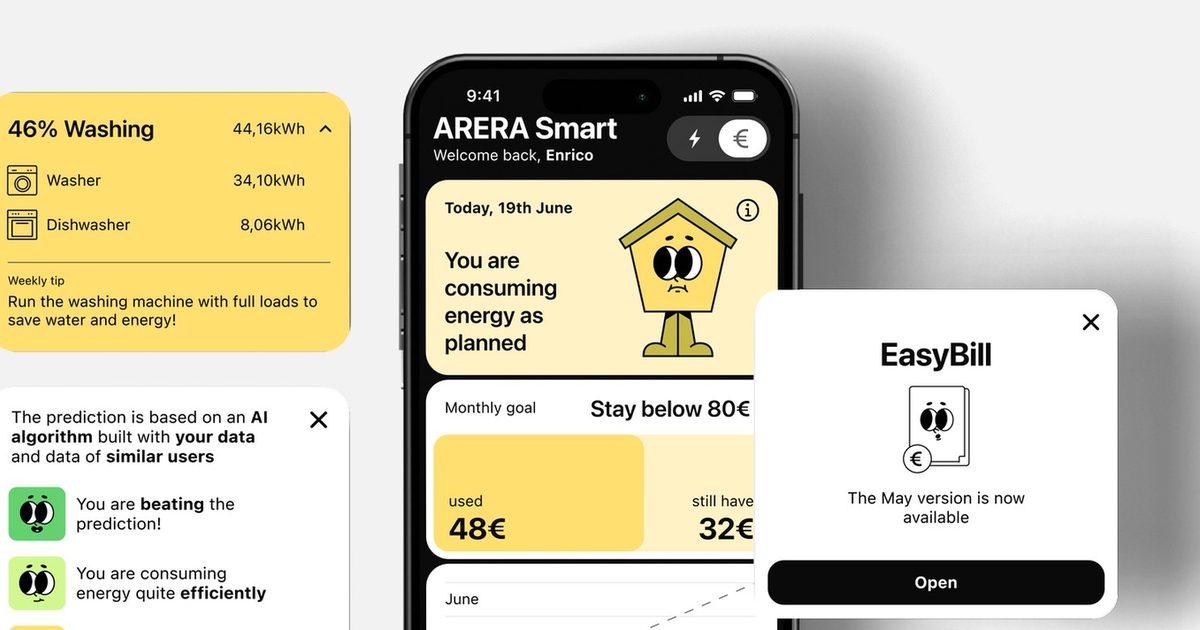 46% Washing 44,16kWh
Washer 34,10kWh
Dishwasher 8,06kWh
Weekly tip
Run the washing machine with full loads to
save water and energy!
The prediction is based on an AI
algorithm built with your data
and data of similar users
You are beating the
prediction!
You are consuming
energy quite efficiently
9:41
ARERA Smart
Welcome back, Enrico
€
Today, 19th June
You are
consuming
energy as
planned
Monthly goal Stay below 80€
used still have
48€ 32€
June
EasyBill
€
The May version is now
available
Open